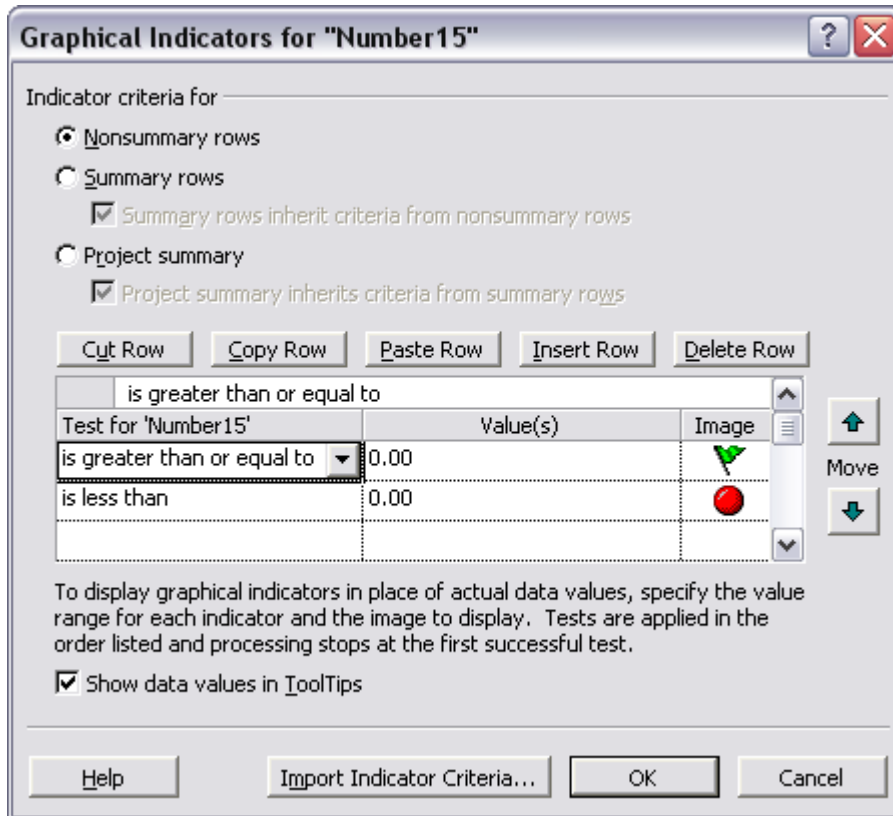 Graphical Indicators for "Number15"
?
Indicator criteria for
Nonsummary rows
Summary rows
Summary rows inherit criteria from nonsummary rows
Project summary
Project summary inherits criteria from summary rows
Cut Row Copy Row Paste Row Insert Row Delete Row
is greater than or equal to
Test for 'Number15' Value(s) Image
is greater than or equal to 0.00
Move
is less than 0.00
To display graphical indicators in place of actual data values, specify the value
range for each indicator and the image to display. Tests are applied in the
order listed and processing stops at the first successful test.
Show data values in ToolTips
Help Import Indicator Criteria... OK Cancel